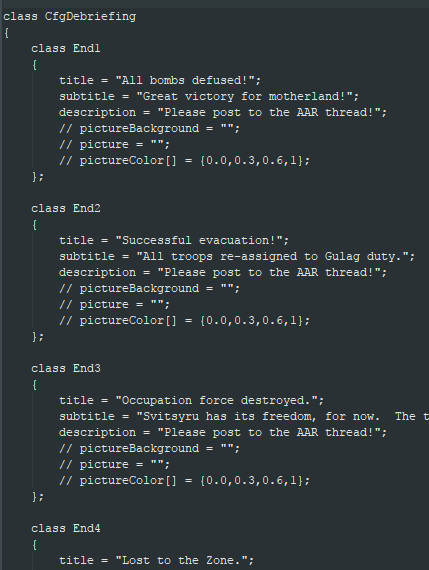 class CfgDebriefing
{
    class End1
    {
        title = "All bombs defused!";
        subtitle = "Great victory for motherland!";
        description = "Please post to the AAR thread!";
        // pictureBackground = "";
        // picture = "";
        // pictureColor[] = {0.0,0.3,0.6,1};
    };

    class End2
    {
        title = "Successful evacuation!";
        subtitle = "All troops re-assigned to Gulag duty.";
        description = "Please post to the AAR thread!";
        // pictureBackground = "";
        // picture = "";
        // pictureColor[] = {0.0,0.3,0.6,1};
    };

    class End3
    {
        title = "Occupation force destroyed.";
        subtitle = "Svitsyru has its freedom, for now.  The
        description = "Please post to the AAR thread!";
        // pictureBackground = "";
        // picture = "";
        // pictureColor[] = {0.0,0.3,0.6,1};
    };

    class End4
    {
        title = "Lost to the Zone.";